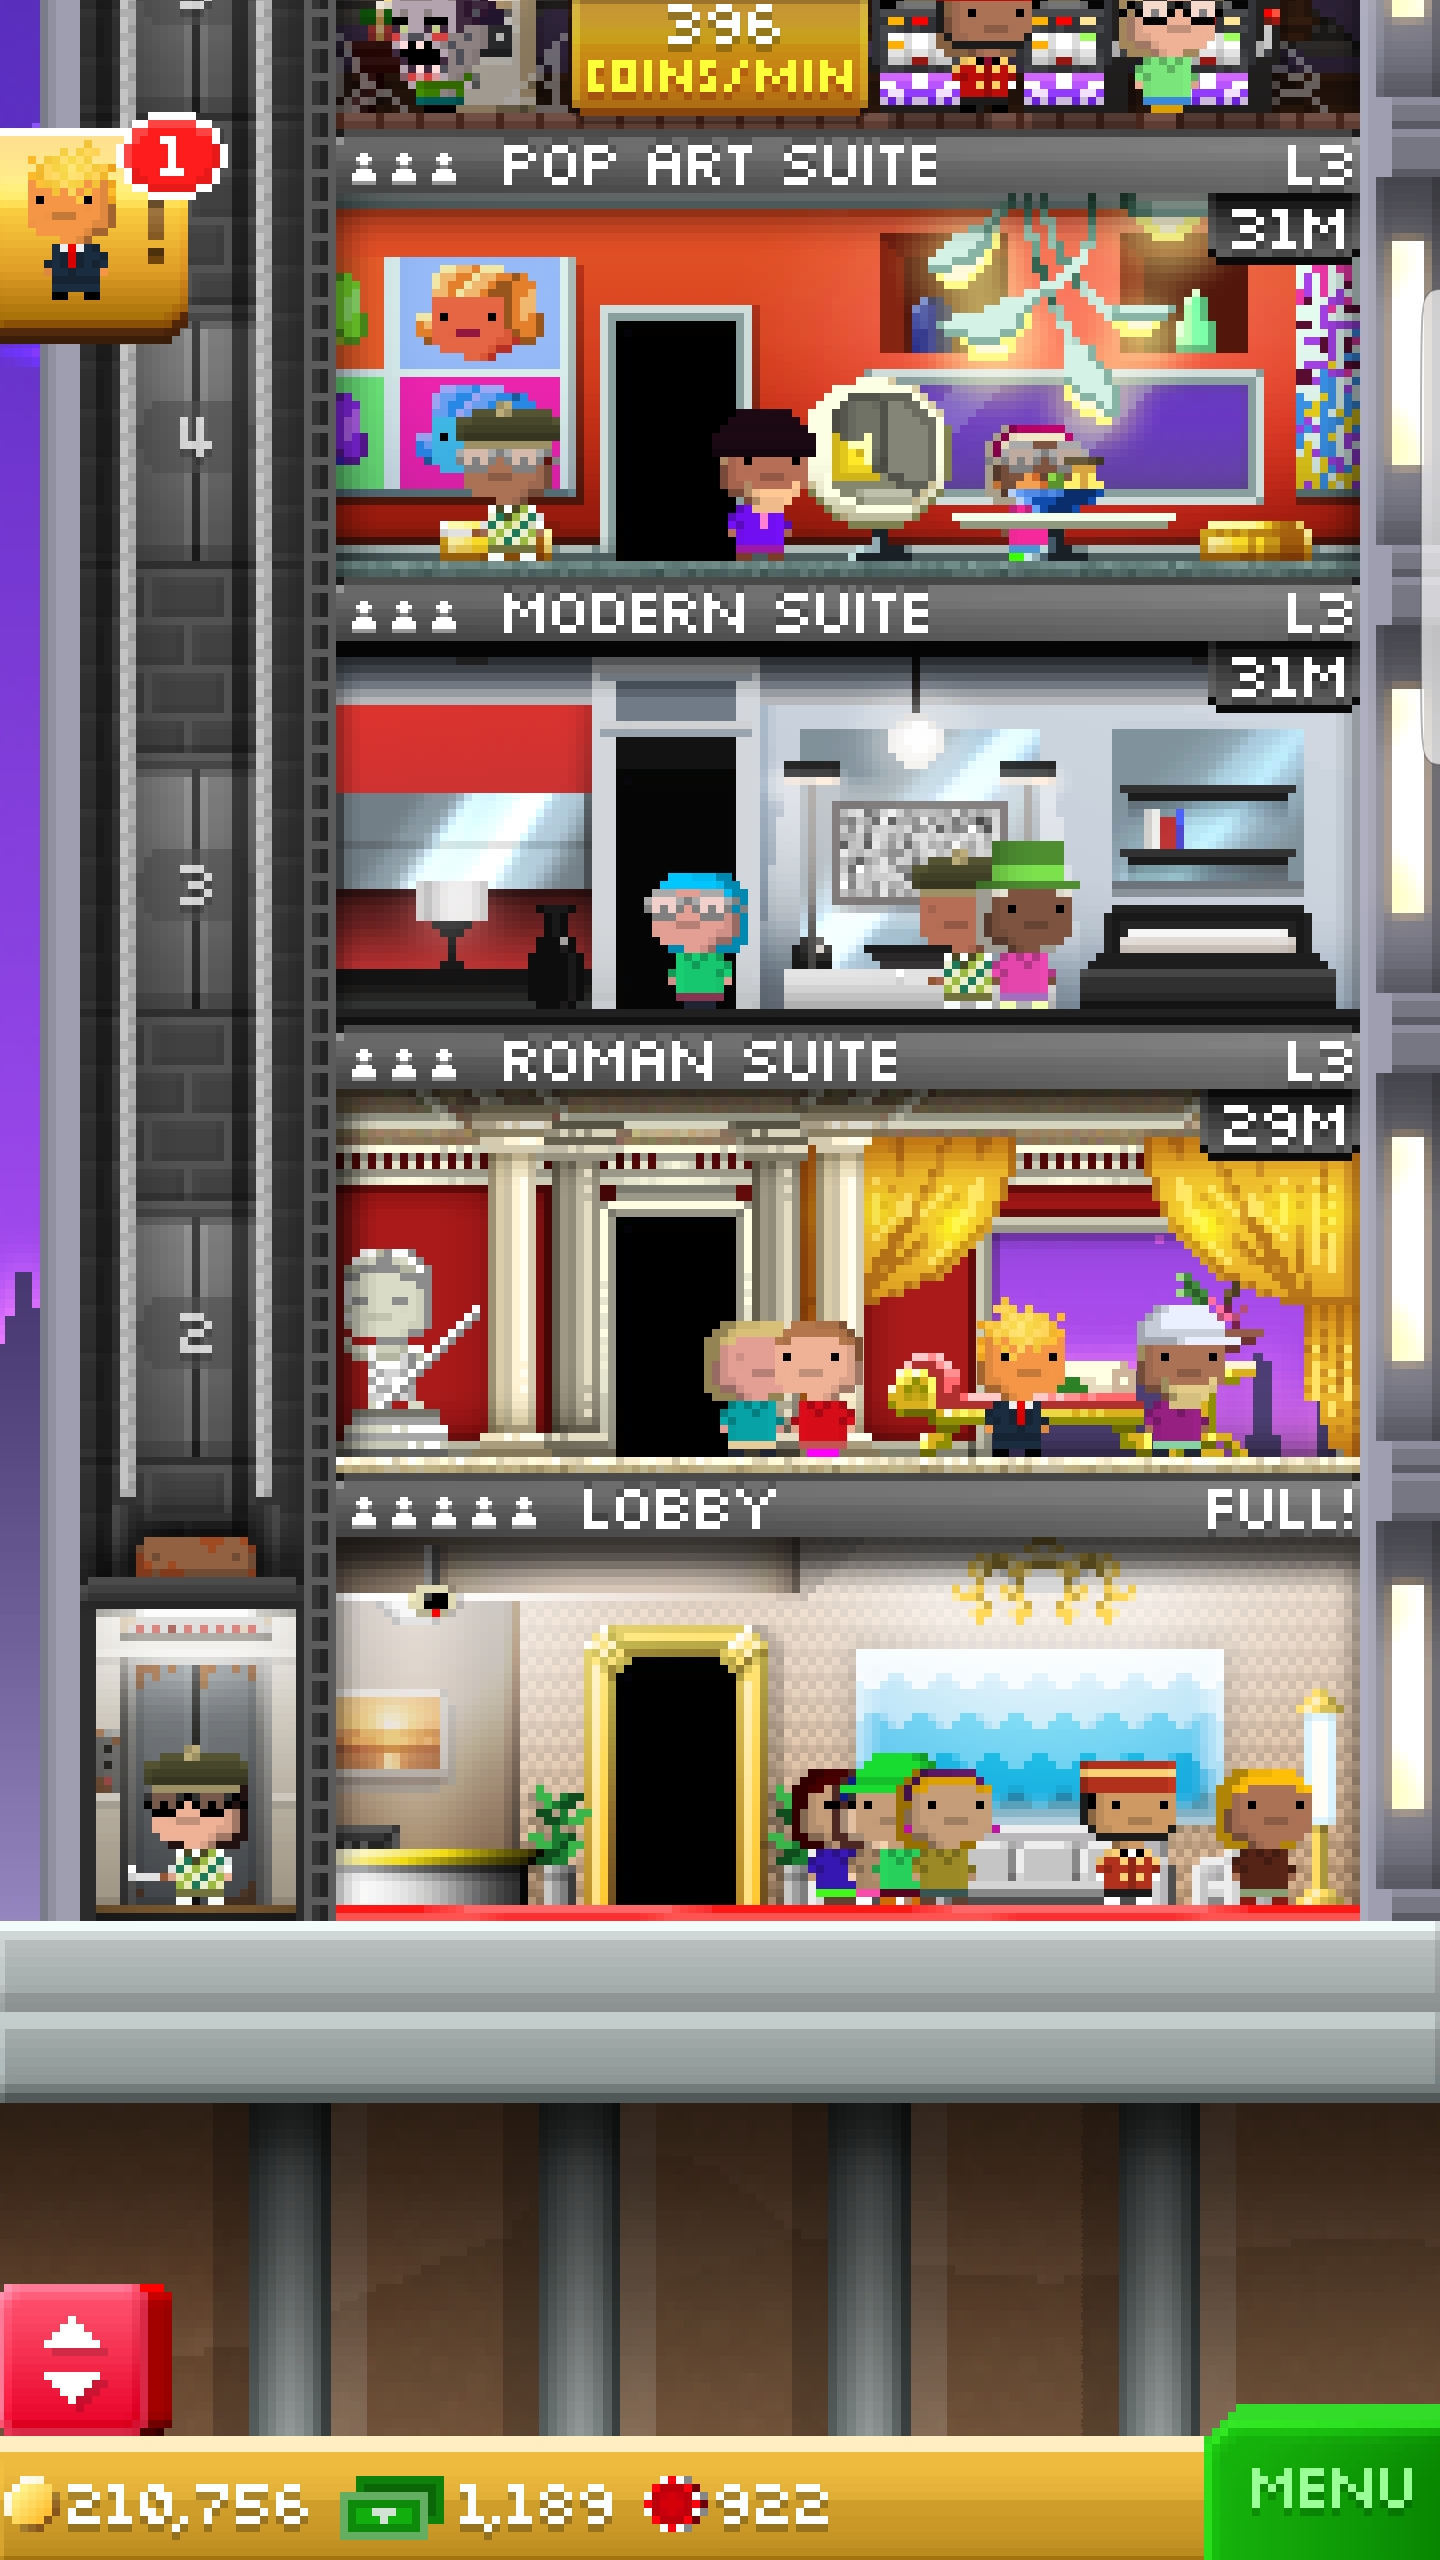 396
COINS/MIN
1
!
POP ART SUITE L3
31M
4
MODERN SUITE L3
31M
3
ROMAN SUITE L3
29M
2
LOBBY FULL!
210,756 1,189 922
MENU